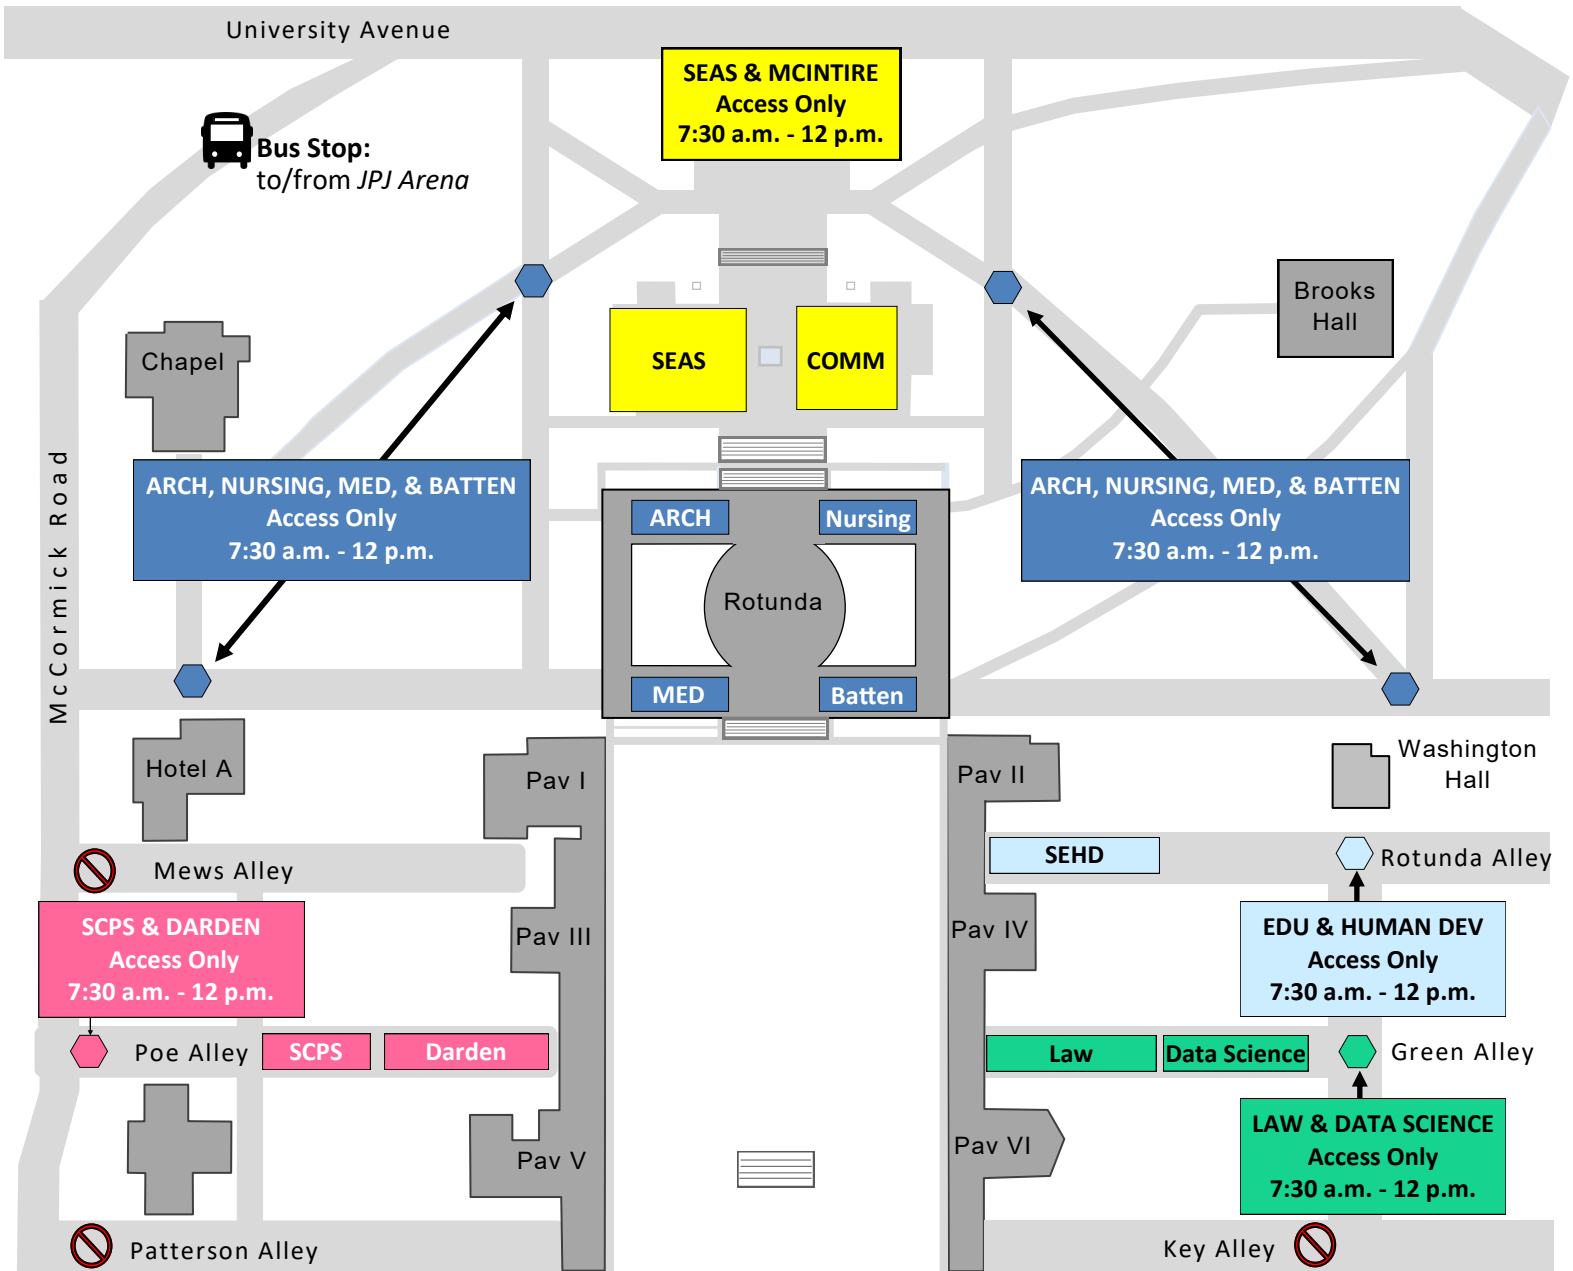 University Avenue
SEAS & MCINTIRE
Access Only
7:30 a.m. - 12 p.m.
Bus Stop:
to/from JPJ Arena
Brooks
Hall
Chapel
SEAS
COMM
McCormick Road
ARCH, NURSING, MED, & BATTEN
Access Only
7:30 a.m. - 12 p.m.
ARCH
Nursing
ARCH, NURSING, MED, & BATTEN
Access Only
7:30 a.m. - 12 p.m.
Rotunda
MED
Batten
Hotel A
Pav I
Pav II
Washington
Hall
Mews Alley
SEHD
Rotunda Alley
SCPS & DARDEN
Access Only
7:30 a.m. - 12 p.m.
Pav III
Pav IV
EDU & HUMAN DEV
Access Only
7:30 a.m. - 12 p.m.
Poe Alley
SCPS
Darden
Law
Data Science
Green Alley
Pav V
Pav VI
LAW & DATA SCIENCE
Access Only
7:30 a.m. - 12 p.m.
Patterson Alley
Key Alley